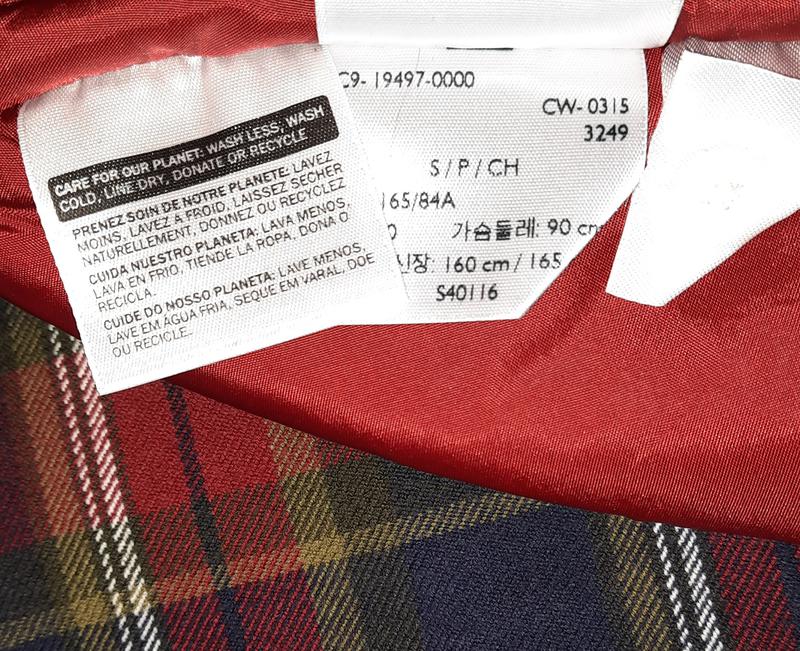 CARE FOR OUR PLANET: WASH LESS, WASH
COLD, LINE DRY, DONATE OR RECYCLE
PRENEZ SOIN DE NOTRE PLANETE: LAVEZ
MOINS, LAVEZ A FROID, LAISSEZ SECHER
NATURELLEMENT, DONNEZ OU RECYCLEZ
CUIDA NUESTRO PLANETA: LAVA MENOS,
LAVA EN FRIO, TIENDE LA ROPA, DONA O
RECICLA.
CUIDE DO NOSSO PLANETA: LAVE MENOS,
LAVE EM ÁGUA FRIA, SEQUE EM VARAL, DOE
OU RECICLE.
C9- 19497-0000
CW- 0315
3249
S / P / CH
165/84A
가슴둘레: 90 cm
신장: 160 cm / 165
S40116